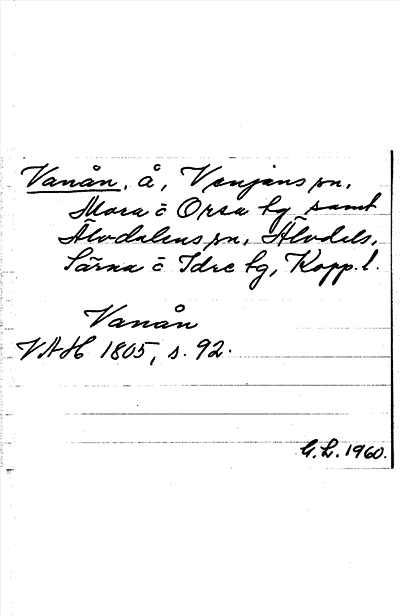 Vanån, å, Venjans sn,
Mora o Orsa tg samt
Älvdalens sn, Älvdals,
Särna o Idre tg, Kopp. l.
Vanån
VAH 1805, s. 92.
G.L. 1960.